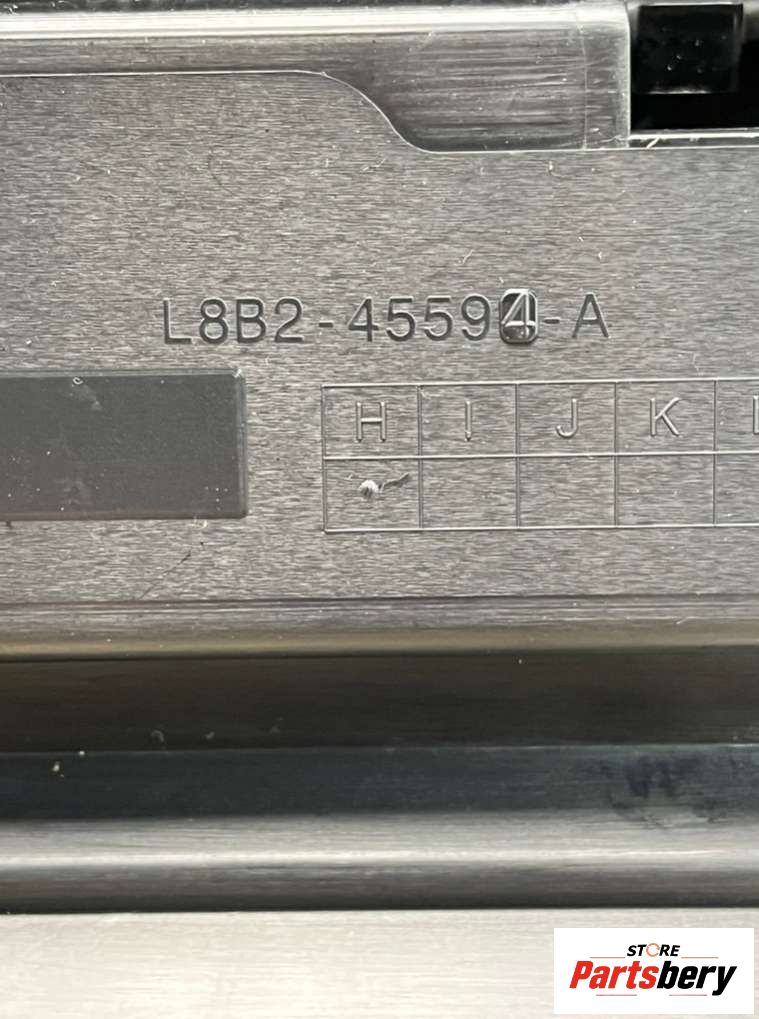 L8B2-45594-A
H I J K L
STORE
Partsbery